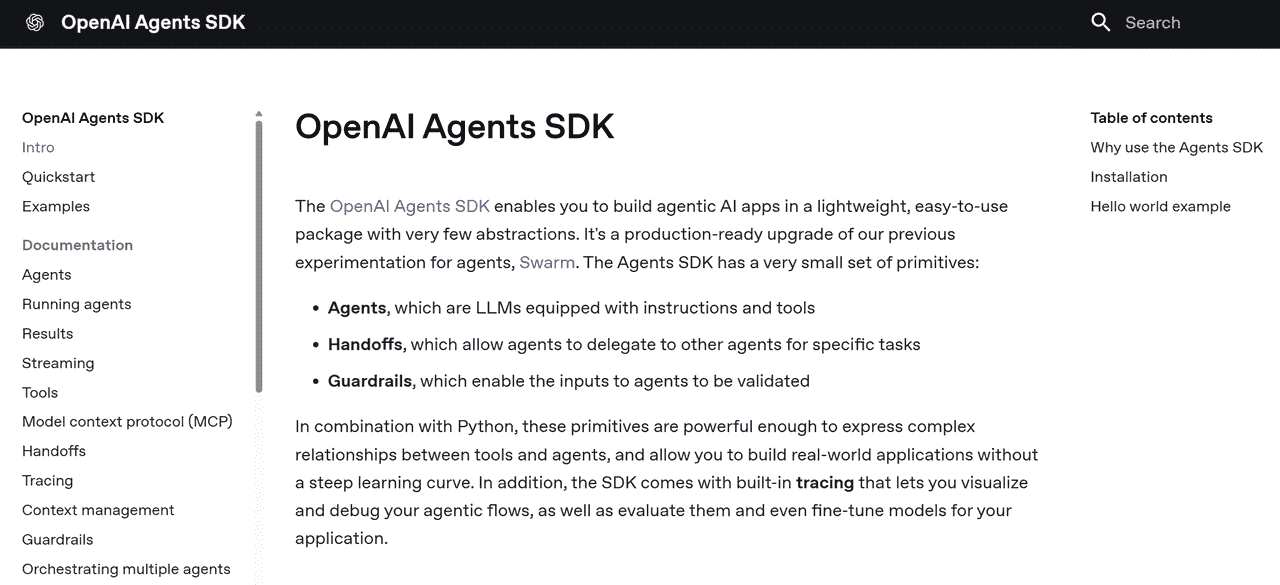 OpenAI Agents SDK
Search
OpenAI Agents SDK
Intro
Quickstart
Examples
Documentation
Agents
Running agents
Results
Streaming
Tools
Model context protocol (MCP)
Handoffs
Tracing
Context management
Guardrails
Orchestrating multiple agents
OpenAI Agents SDK
The OpenAI Agents SDK enables you to build agentic AI apps in a lightweight, easy-to-use
package with very few abstractions. It's a production-ready upgrade of our previous
experimentation for agents, Swarm. The Agents SDK has a very small set of primitives:
• Agents, which are LLMs equipped with instructions and tools
• Handoffs, which allow agents to delegate to other agents for specific tasks
• Guardrails, which enable the inputs to agents to be validated
In combination with Python, these primitives are powerful enough to express complex
relationships between tools and agents, and allow you to build real-world applications without
a steep learning curve. In addition, the SDK comes with built-in tracing that lets you visualize
and debug your agentic flows, as well as evaluate them and even fine-tune models for your
application.
Table of contents
Why use the Agents SDK
Installation
Hello world example